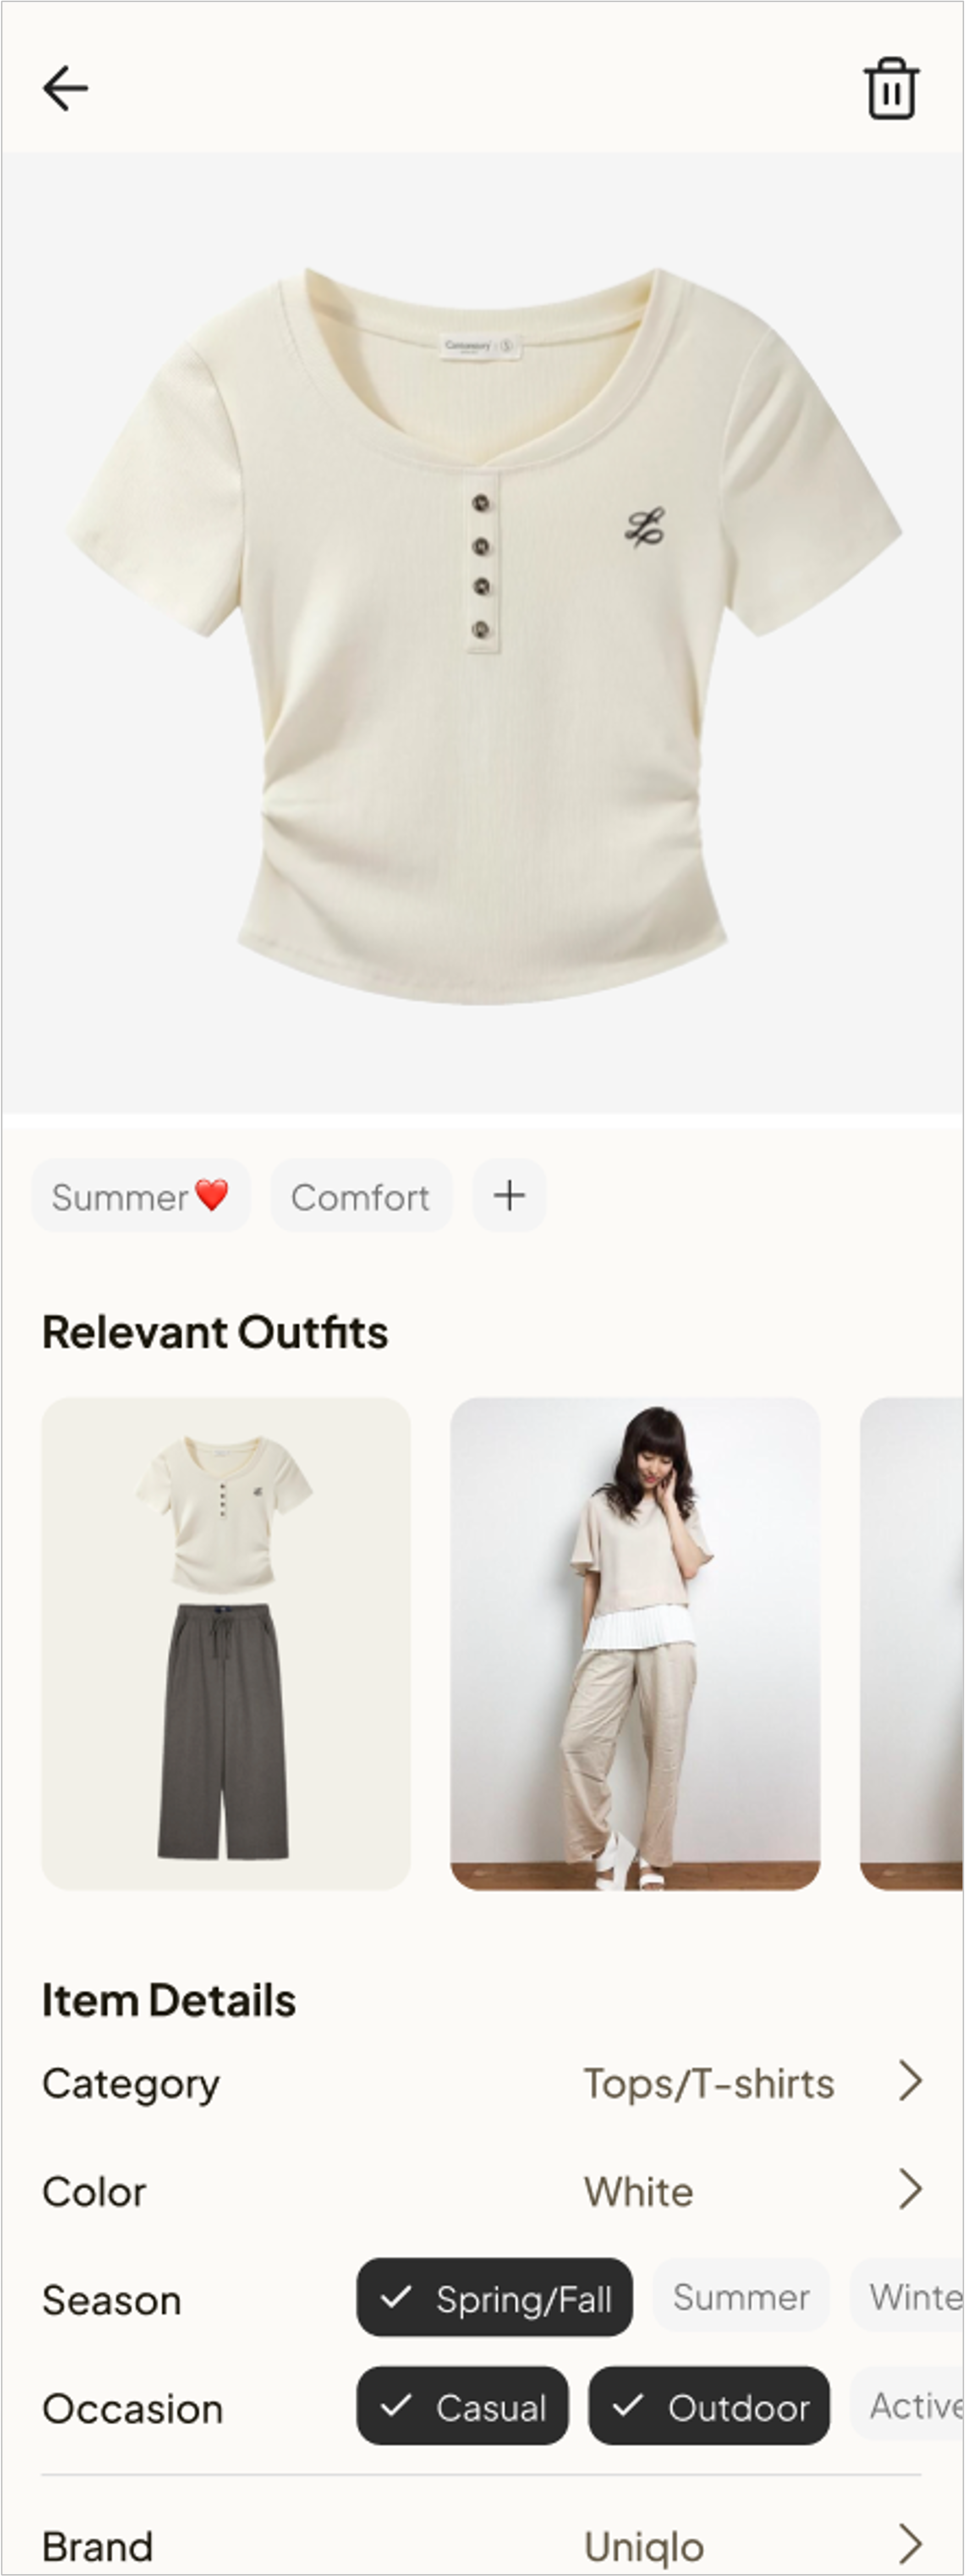 Summer❤️ Comfort +
Relevant Outfits
Item Details
Category Tops/T-shirts
Color White
Season Spring/Fall Summer Winte
Occasion Casual Outdoor Active
Brand Uniqlo